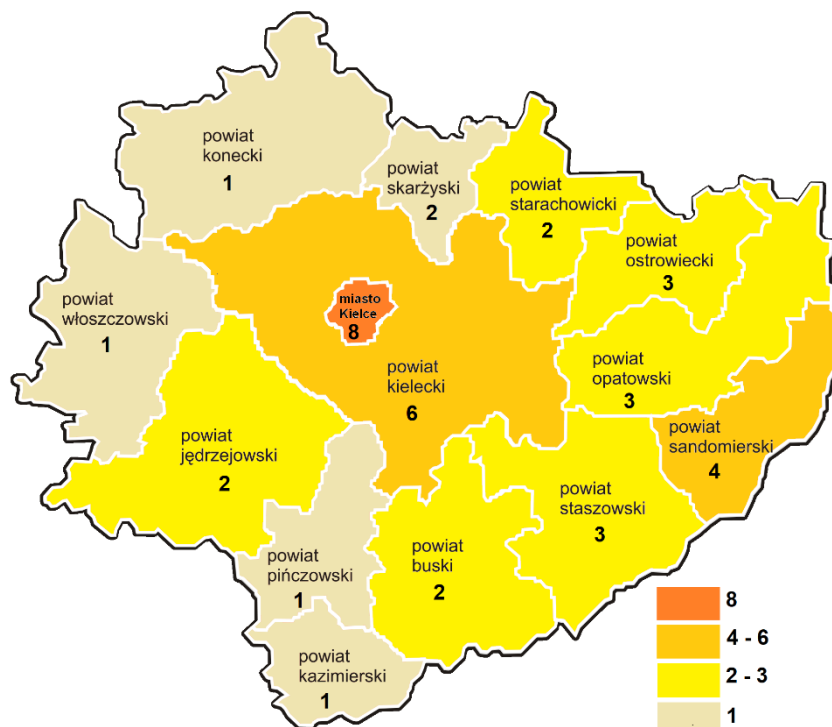 powiat
konecki
1
powiat
skarżyski
2
powiat
starachowicki
2
powiat
ostrowiecki
3
powiat
włoszczowski
1
miasto
Kielce
8
powiat
kielecki
6
powiat
opatowski
3
powiat
sandomierski
4
powiat
jędrzejowski
2
powiat
staszowski
3
powiat
pińczowski
1
powiat
buski
2
powiat
kazimierski
1
8
4 - 6
2 - 3
1